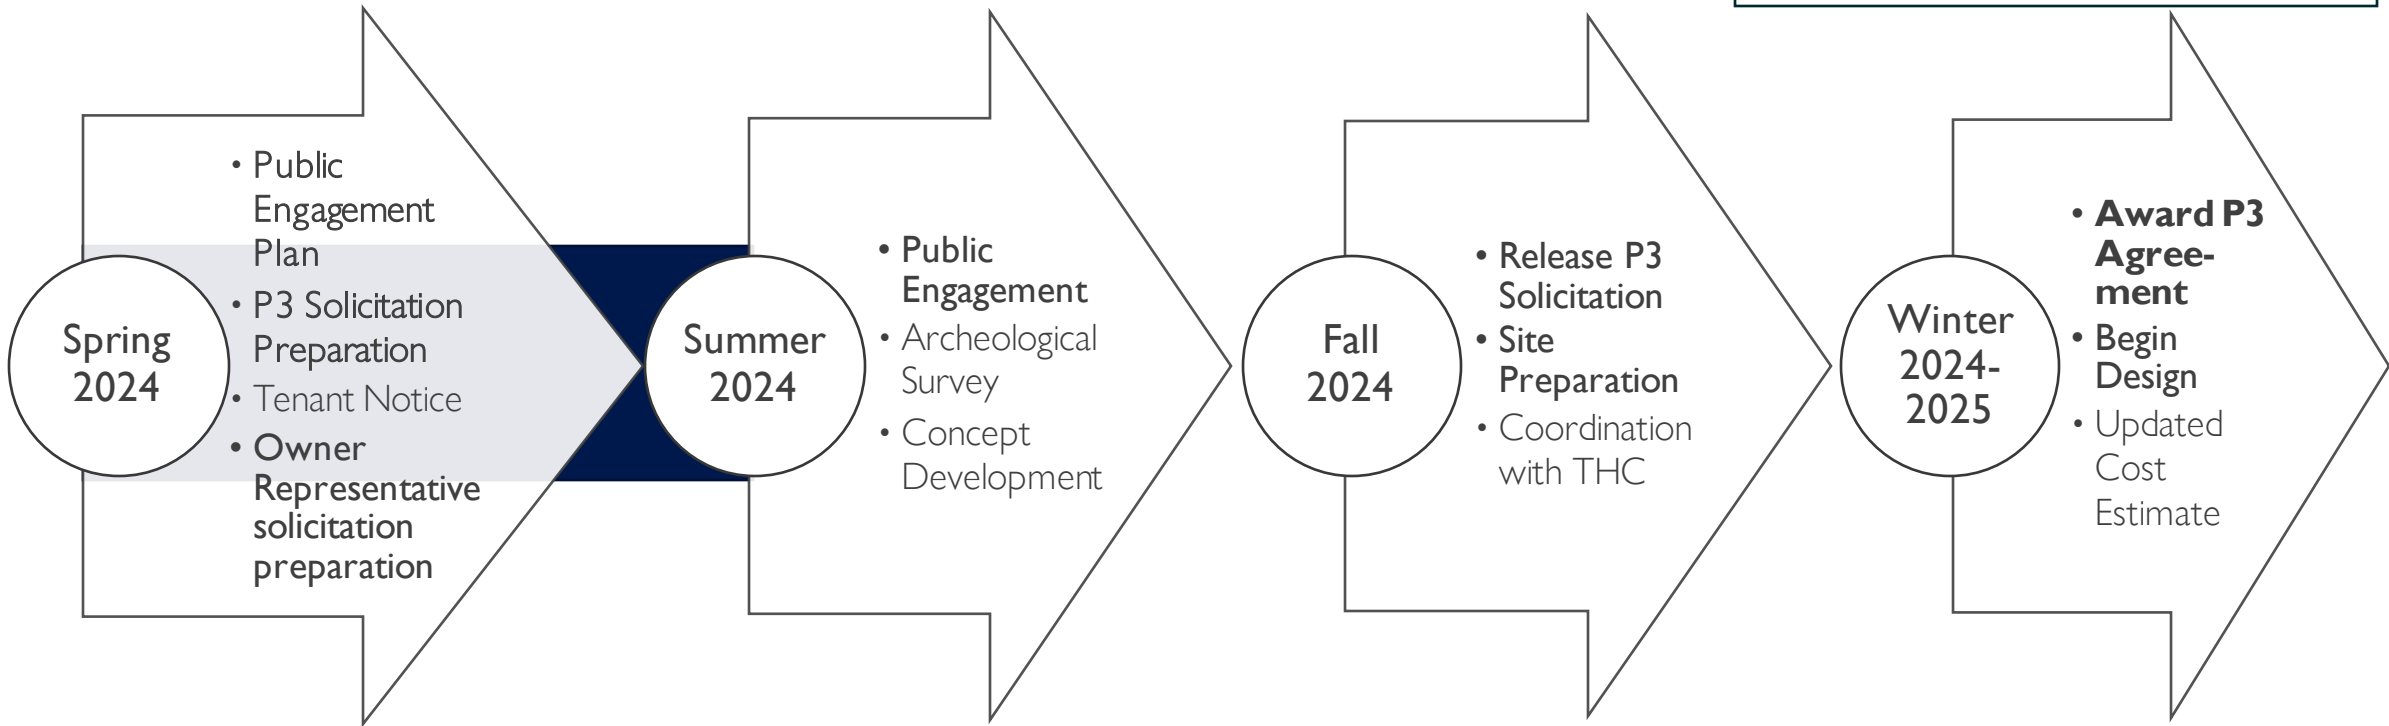 Spring
2024
• Public
Engagement
Plan
• P3 Solicitation
Preparation
• Tenant Notice
• Owner
Representative
solicitation
preparation
Summer
2024
• Public
Engagement
• Archeological
Survey
• Concept
Development
Fall
2024
• Release P3
Solicitation
• Site
Preparation
• Coordination
with THC
Winter
2024-
2025
• Award P3
Agree-
ment
• Begin
Design
• Updated
Cost
Estimate